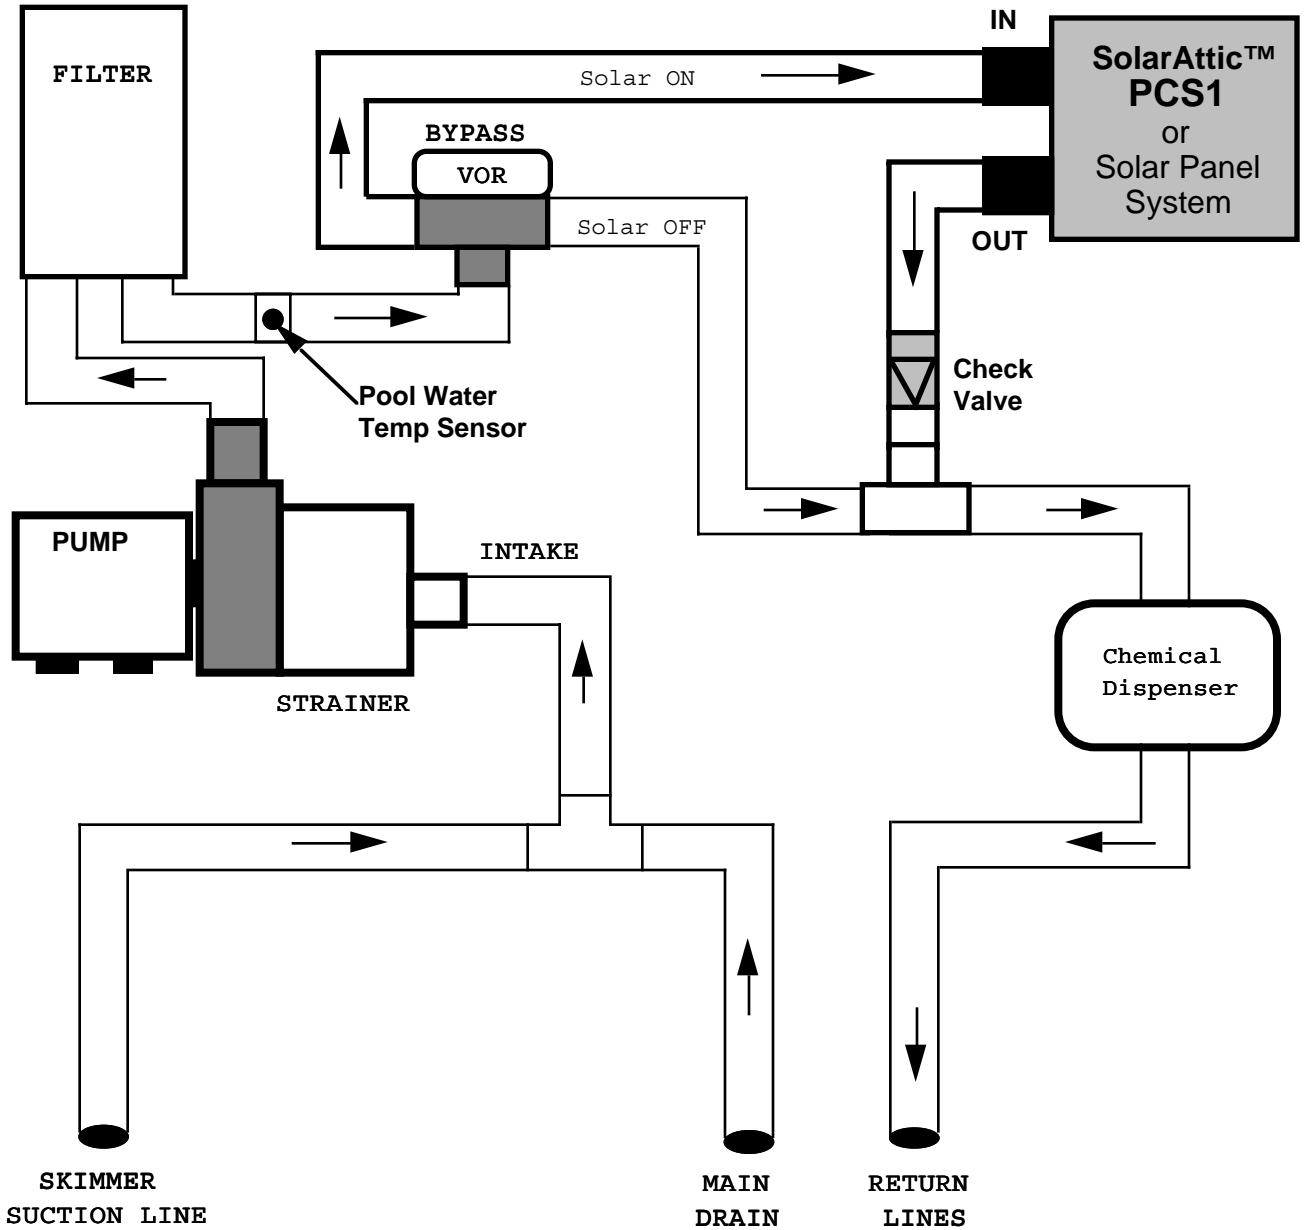 IN
FILTER
Solar ON
SolarAttic™
PCS1
or
Solar Panel
System
BYPASS
VOR
Solar OFF
OUT
Pool Water
Temp Sensor
Check
Valve
PUMP
INTAKE
STRAINER
Chemical
Dispenser
SKIMMER
SUCTION LINE
MAIN
DRAIN
RETURN
LINES